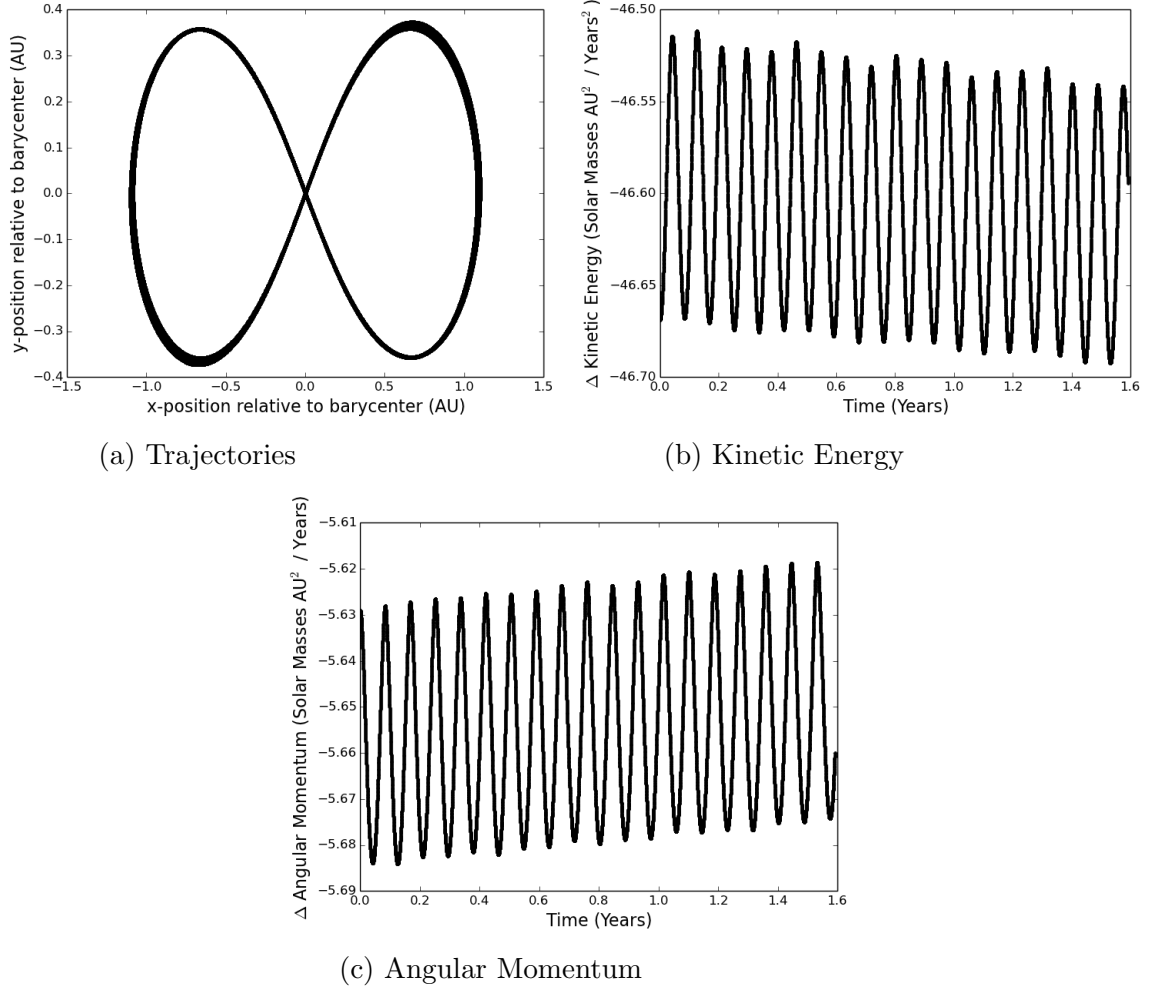 y-position relative to barycenter (AU)
0.4
0.3
0.2
0.1
0.0
−0.1
−0.2
−0.3
−0.4
−1.5 −1.0 −0.5 0.0 0.5 1.0 1.5
x-position relative to barycenter (AU)
(a) Trajectories
Δ Kinetic Energy (Solar Masses AU² / Years²)
−46.50
−46.55
−46.60
−46.65
−46.70
0.0 0.2 0.4 0.6 0.8 1.0 1.2 1.4 1.6
Time (Years)
(b) Kinetic Energy
Δ Angular Momentum (Solar Masses AU² / Years)
−5.61
−5.62
−5.63
−5.64
−5.65
−5.66
−5.67
−5.68
−5.69
0.0 0.2 0.4 0.6 0.8 1.0 1.2 1.4 1.6
Time (Years)
(c) Angular Momentum